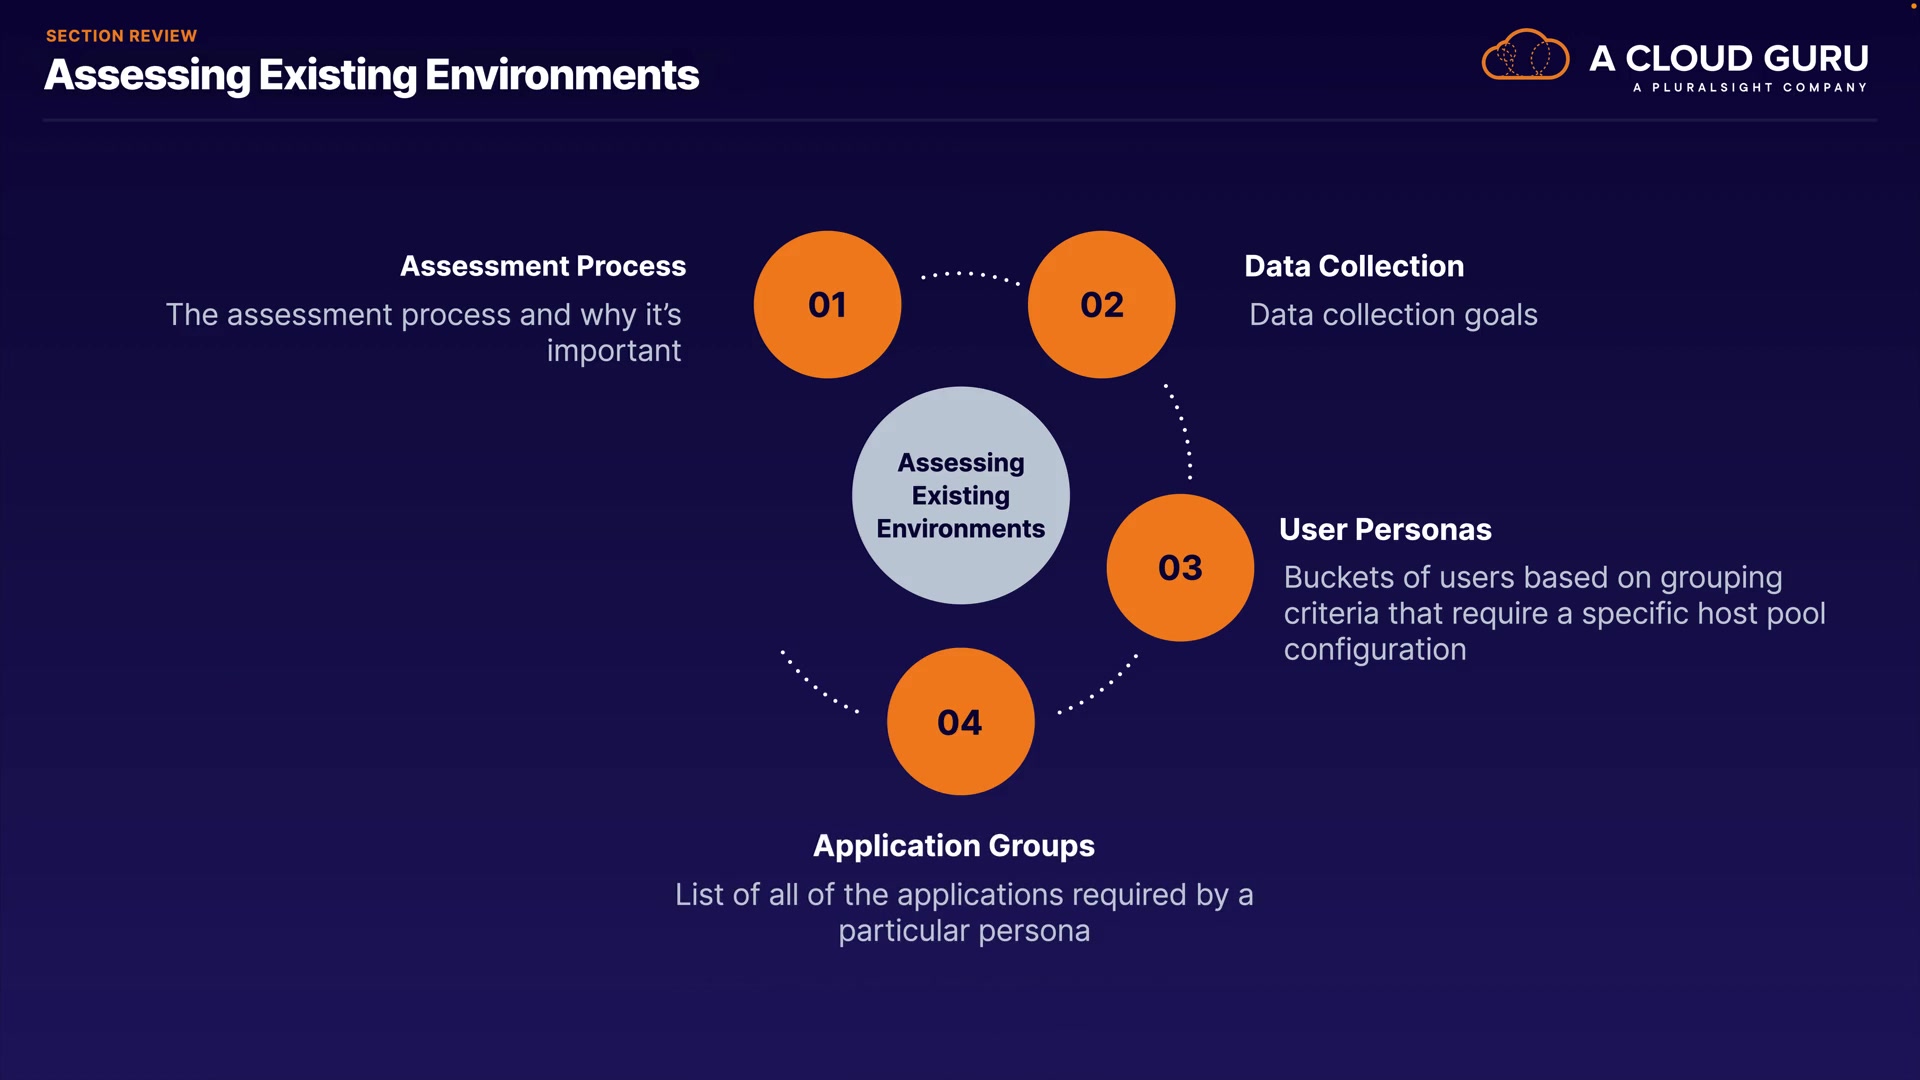 SECTION REVIEW
Assessing Existing Environments
A CLOUD GURU
A PLURALSIGHT COMPANY
Assessment Process
The assessment process and why it’s
important
01
02
Data Collection
Data collection goals
Assessing
Existing
Environments
03
User Personas
Buckets of users based on grouping
criteria that require a specific host pool
configuration
04
Application Groups
List of all of the applications required by a
particular persona